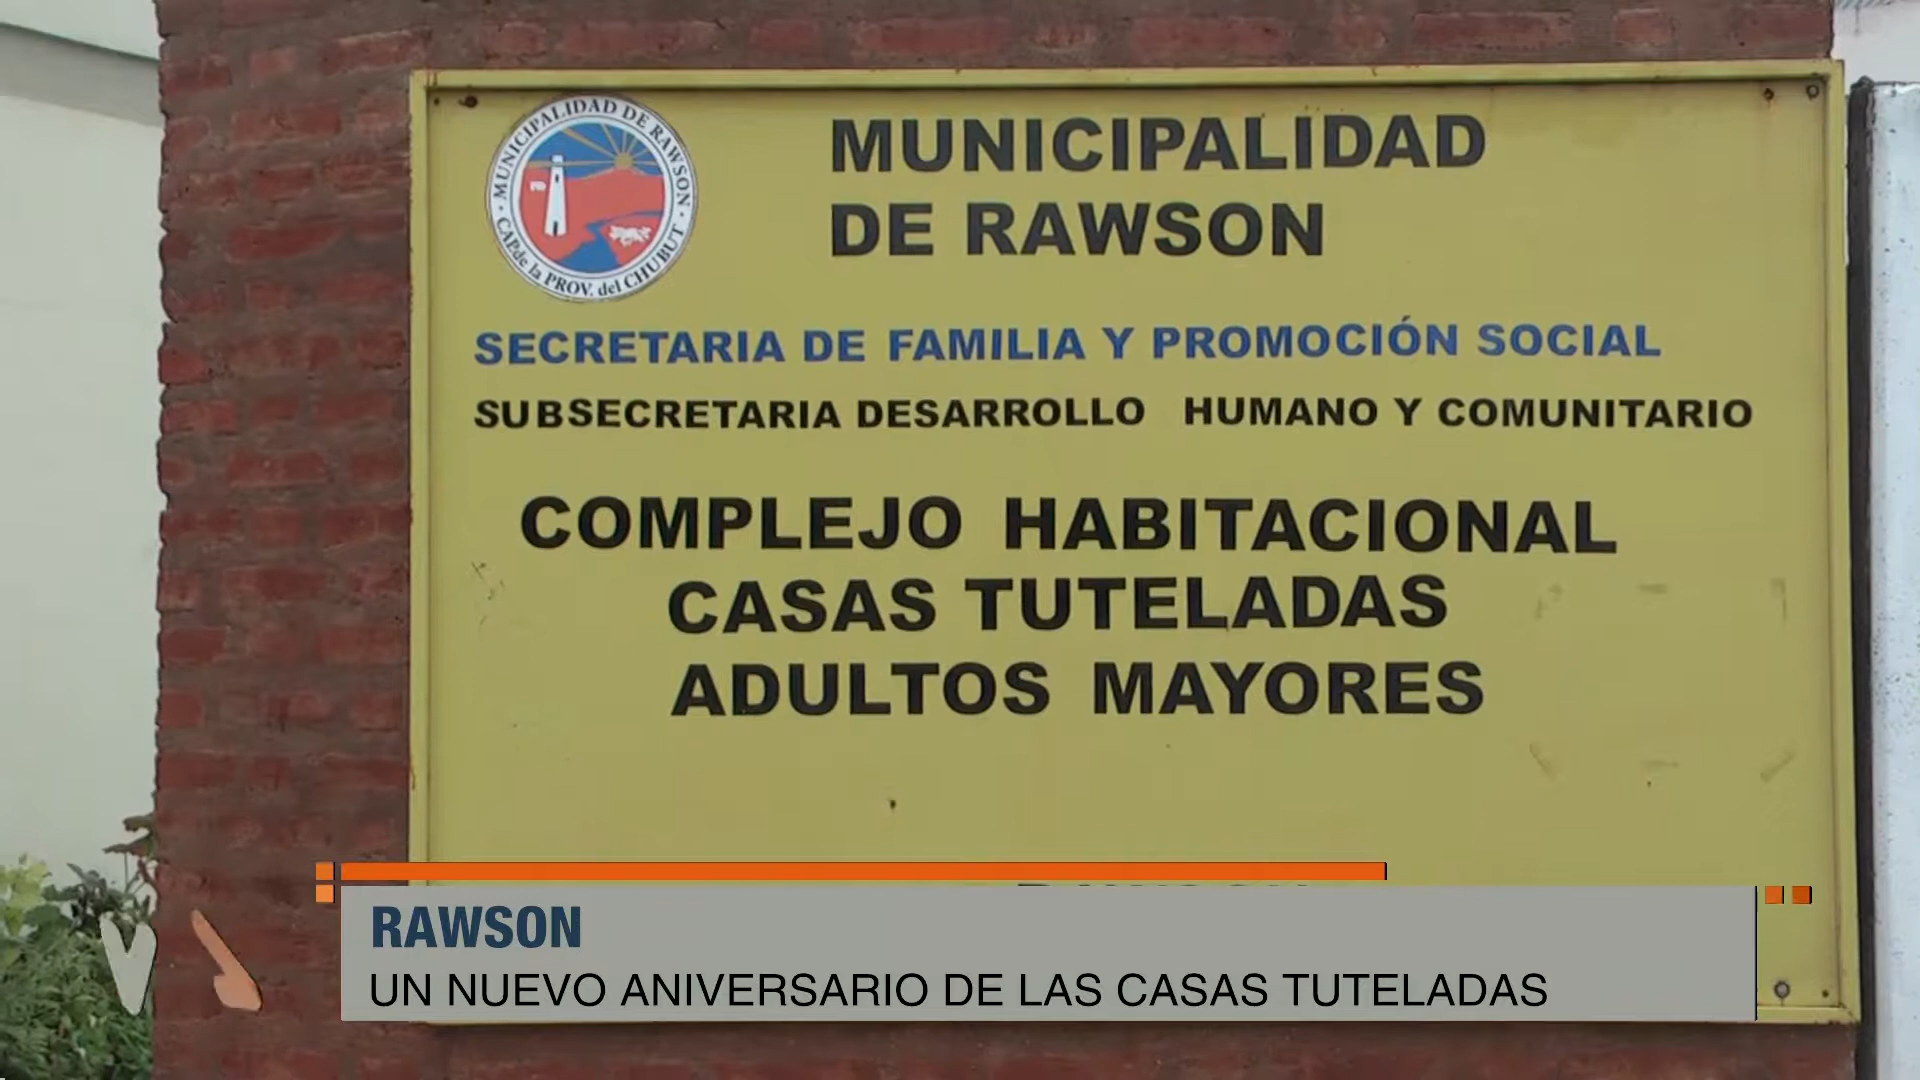 MUNICIPALIDAD DE RAWSON
CAP. de la PROV. del CHUBUT
MUNICIPALIDAD
DE RAWSON
SECRETARIA DE FAMILIA Y PROMOCIÓN SOCIAL
SUBSECRETARIA DESARROLLO HUMANO Y COMUNITARIO
COMPLEJO HABITACIONAL
CASAS TUTELADAS
ADULTOS MAYORES
RAWSON
UN NUEVO ANIVERSARIO DE LAS CASAS TUTELADAS